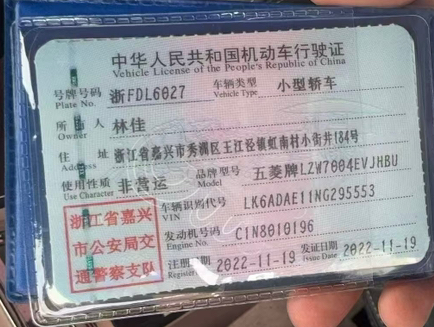 中华人民共和国机动车行驶证
Vehicle License of the People's Republic of China
号牌号码 浙FDL6027 车辆类型 小型轿车
Plate No. Vehicle Type
所有人 林佳
Owner
住址 浙江省嘉兴市秀洲区王江泾镇虹南村小街井184号
Address
使用性质 非营运 品牌型号 五菱牌LZW7004EVJHBU
Use Character Model
浙江省嘉兴
市公安局交
通警察支队
车辆识别代号 LK6ADAE11NG295553
VIN
发动机号码 C1N8010196
Engine No.
注册日期 2022-11-19 发证日期 2022-11-19
Register Issue Date